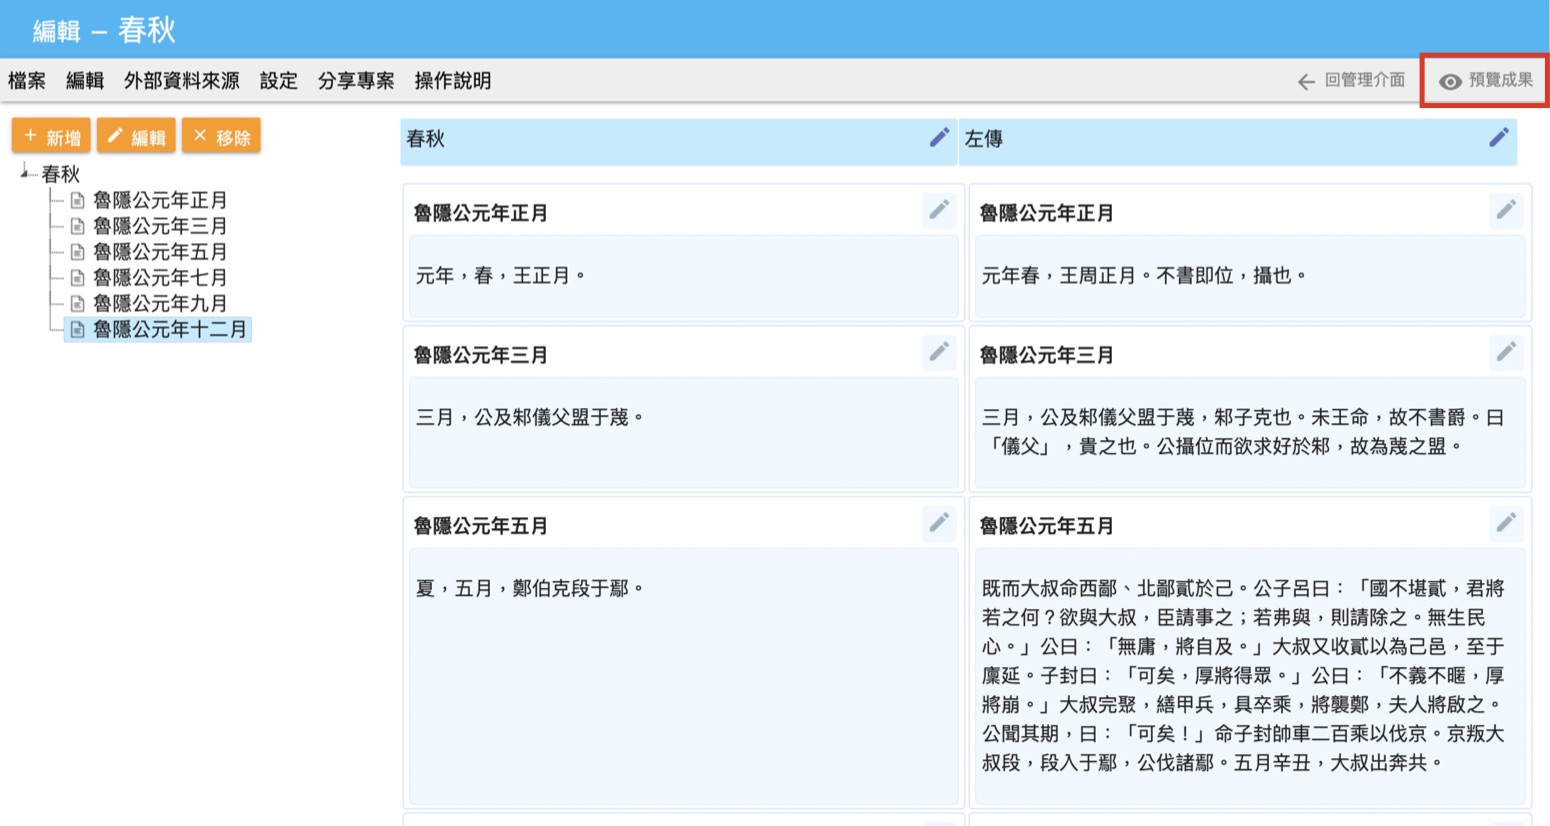 編輯 – 春秋
檔案 編輯 外部資料來源 設定 分享專案 操作說明 回管理介面 預覽成果
新增 編輯 移除
春秋
魯隱公元年正月
魯隱公元年三月
魯隱公元年五月
魯隱公元年七月
魯隱公元年九月
魯隱公元年十二月
春秋
左傳
魯隱公元年正月
元年，春，王正月。
魯隱公元年正月
元年春，王周正月。不書即位，攝也。
魯隱公元年三月
三月，公及邾儀父盟于蔑。
魯隱公元年三月
三月，公及邾儀父盟于蔑，邾子克也。未王命，故不書爵。曰
「儀父」，貴之也。公攝位而欲求好於邾，故為蔑之盟。
魯隱公元年五月
夏，五月，鄭伯克段于鄢。
魯隱公元年五月
既而大叔命西鄙、北鄙貳於己。公子呂曰：「國不堪貳，君將
若之何？欲與大叔，臣請事之；若弗與，則請除之。無生民
心。」公曰：「無庸，將自及。」大叔又收貳以為己邑，至于
廩延。子封曰：「可矣，厚將得眾。」公曰：「不義不暱，厚
將崩。」大叔完聚，繕甲兵，具卒乘，將襲鄭，夫人將啟之。
公聞其期，曰：「可矣！」命子封帥車二百乘以伐京。京叛大
叔段，段入于鄢，公伐諸鄢。五月辛丑，大叔出奔共。